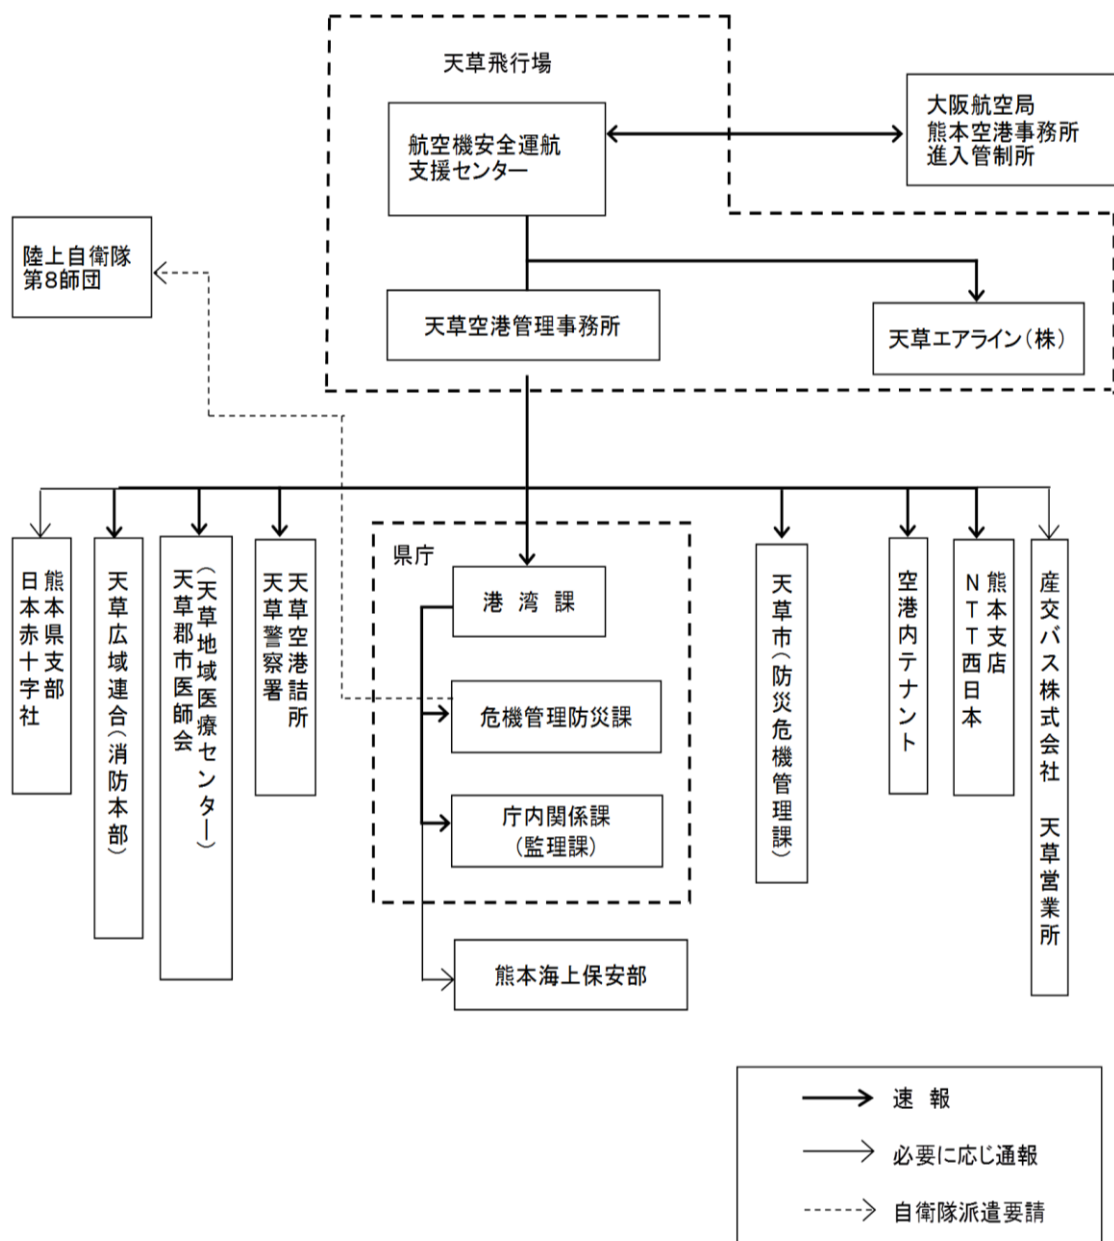 天草飛行場
航空機安全運航
支援センター
大阪航空局
熊本空港事務所
進入管制所
陸上自衛隊
第8師団
天草空港管理事務所
天草エアライン(株)
熊本県支部
日本赤十字社
天草広域連合(消防本部)
(天草地域医療センター)
天草郡市医師会
天草空港詰所
天草警察署
県庁
港 湾 課
危機管理防災課
庁内関係課
(監理課)
熊本海上保安部
天草市(防災危機管理課)
空港内テナント
熊本支店
NTT西日本
産交バス株式会社 天草営業所
速 報
必要に応じ通報
自衛隊派遣要請